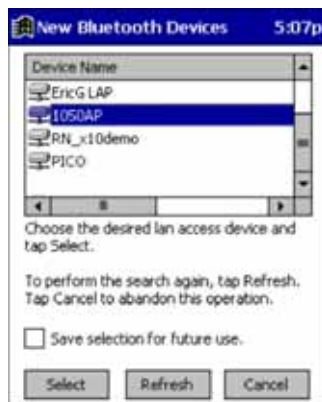 New Bluetooth Devices 5:07p
Device Name
EricG LAP
1050AP
RN_x10demo
PICO
Choose the desired lan access device and
tap Select.
To perform the search again, tap Refresh.
Tap Cancel to abandon this operation.
Save selection for future use.
Select Refresh Cancel